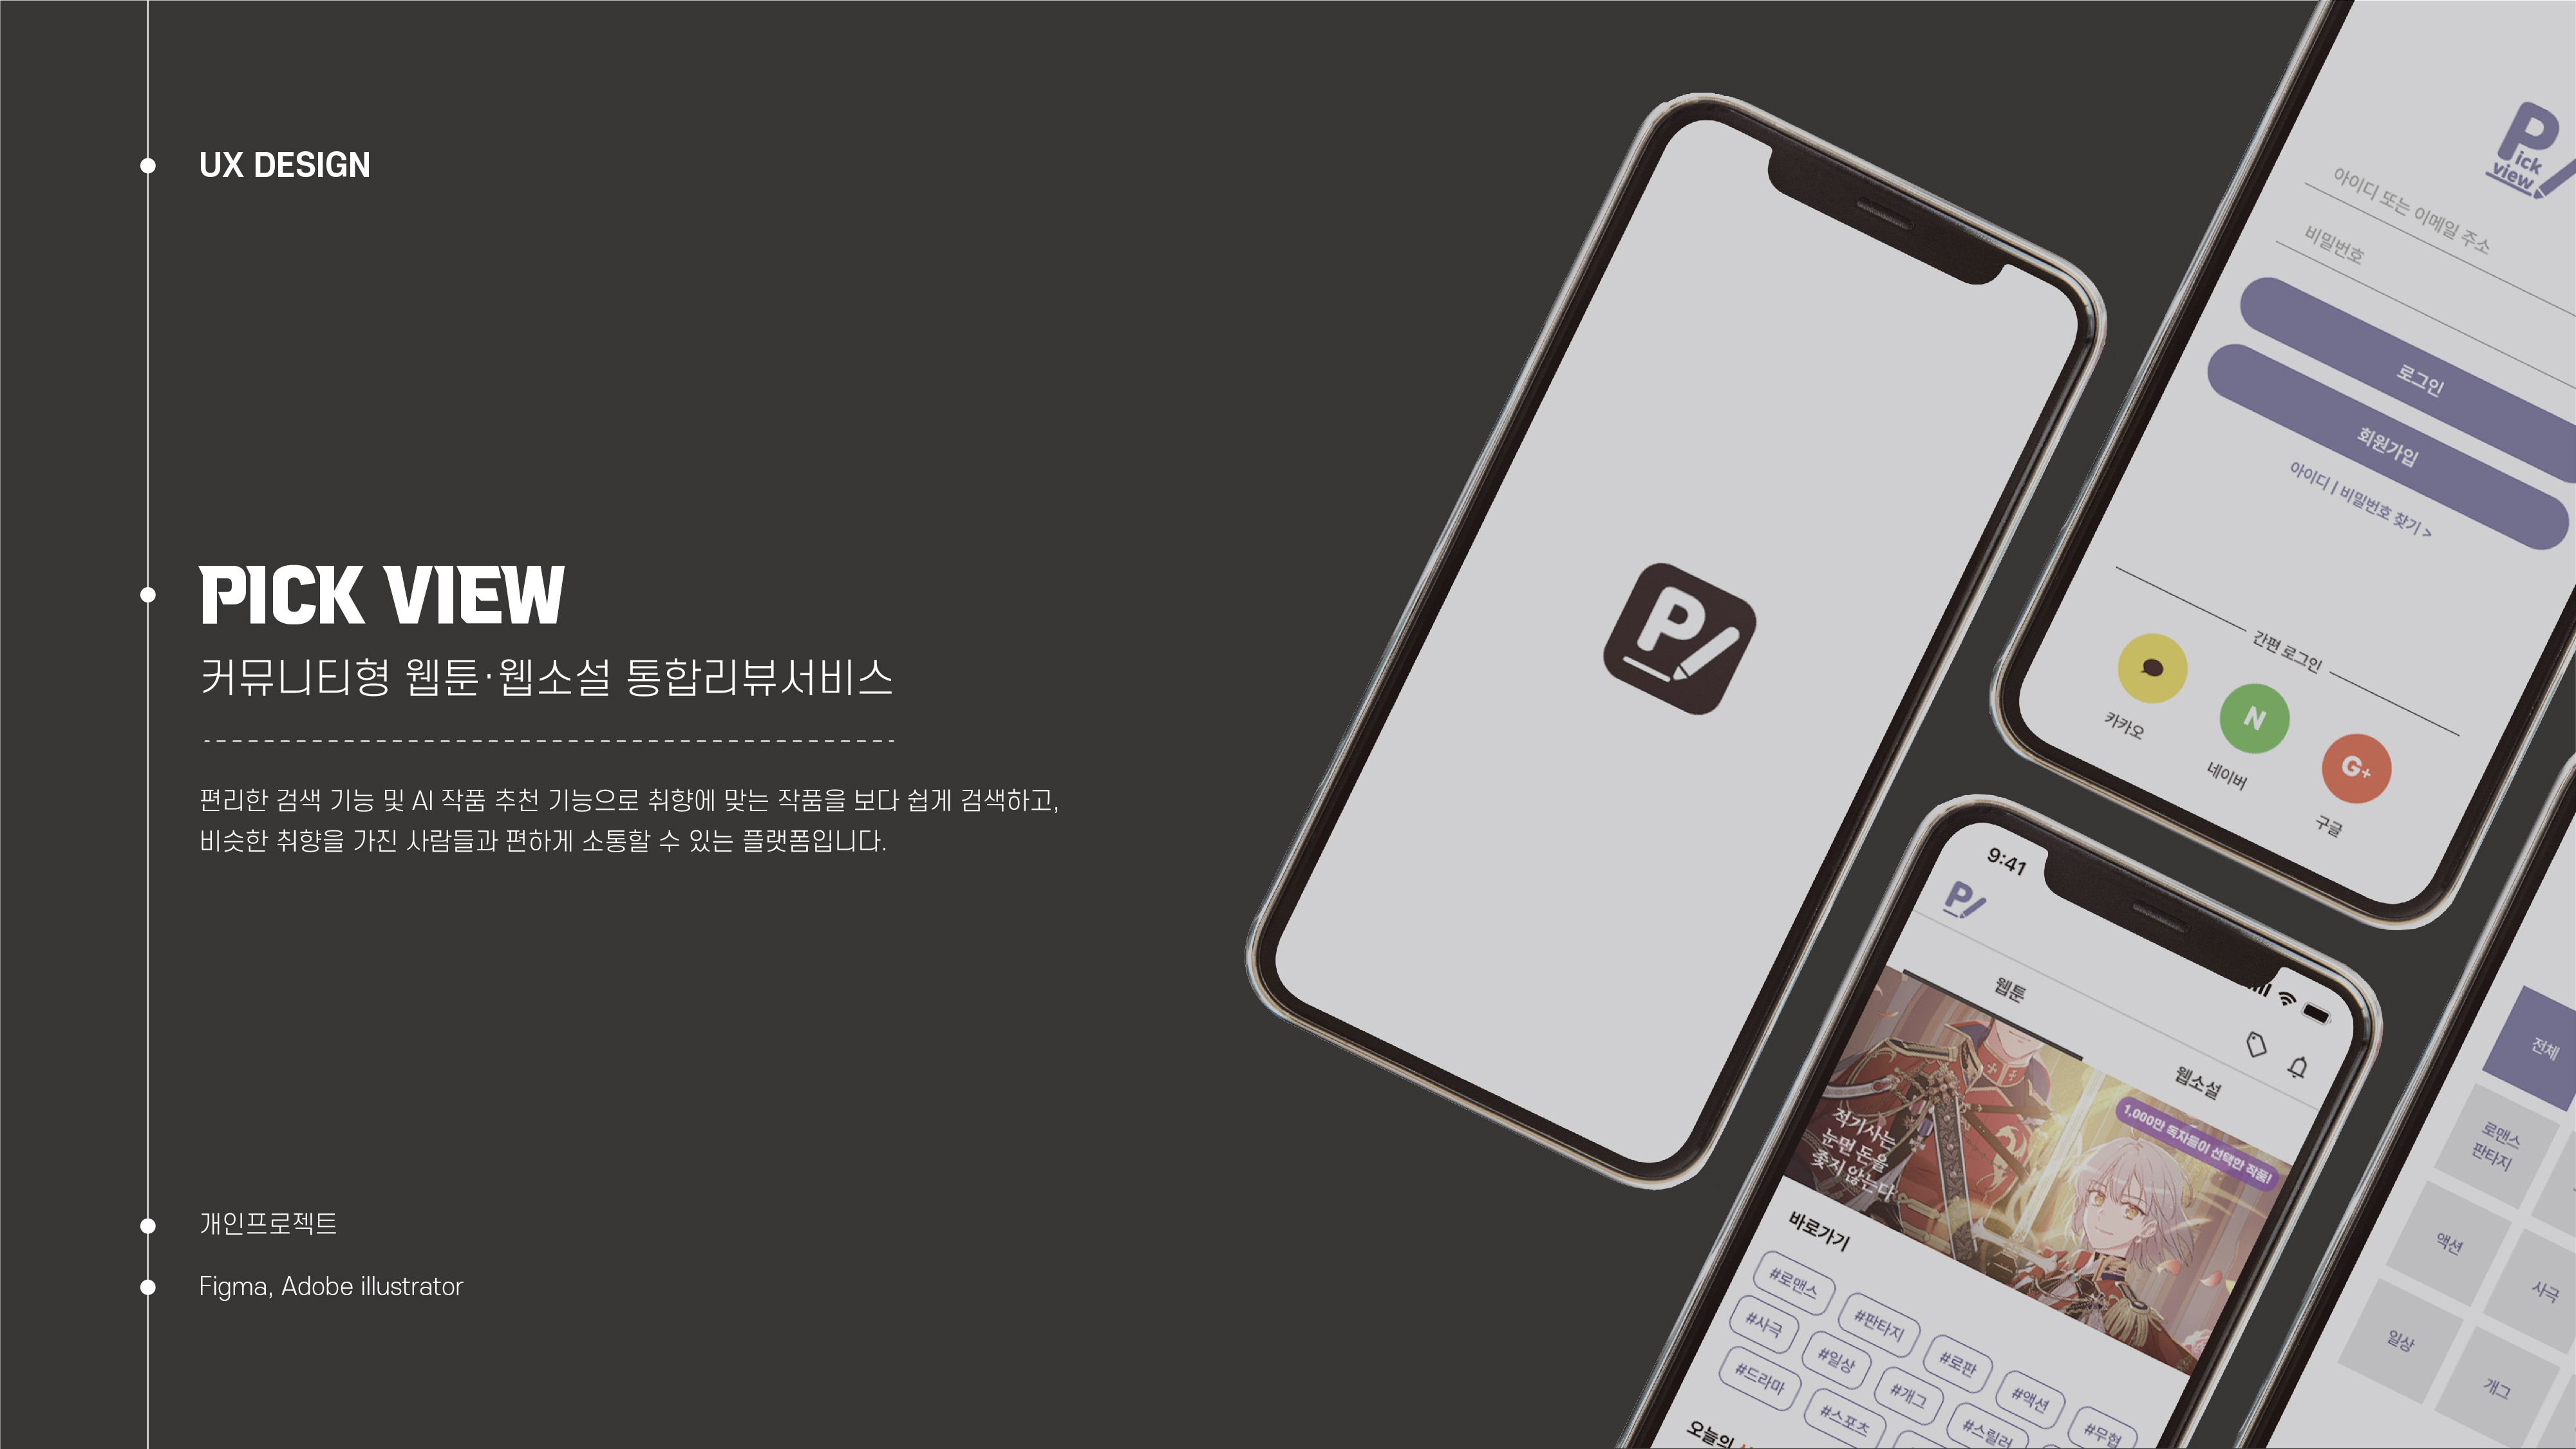 UX DESIGN
PICK VIEW
커뮤니티형 웹툰·웹소설 통합리뷰서비스
편리한 검색 기능 및 AI 작품 추천 기능으로 취향에 맞는 작품을 보다 쉽게 검색하고,
비슷한 취향을 가진 사람들과 편하게 소통할 수 있는 플랫폼입니다.
개인프로젝트
Figma, Adobe illustrator
P
Pick
view
아이디 또는 이메일 주소
비밀번호
로그인
회원가입
아이디 | 비밀번호 찾기 >
간편 로그인
카카오
N
네이버
G+
구글
9:41
P
웹툰
웹소설
1,000만 독자들이 선택한 작품!
적기사는
눈먼 돈을
좇지 않는다
바로가기
#로맨스
#판타지
#로판
#액션
#무협
#사극
#일상
#개그
#스릴러
#드라마
#스포츠
오늘의
전체
로맨스
판타지
액션
사극
일상
개그